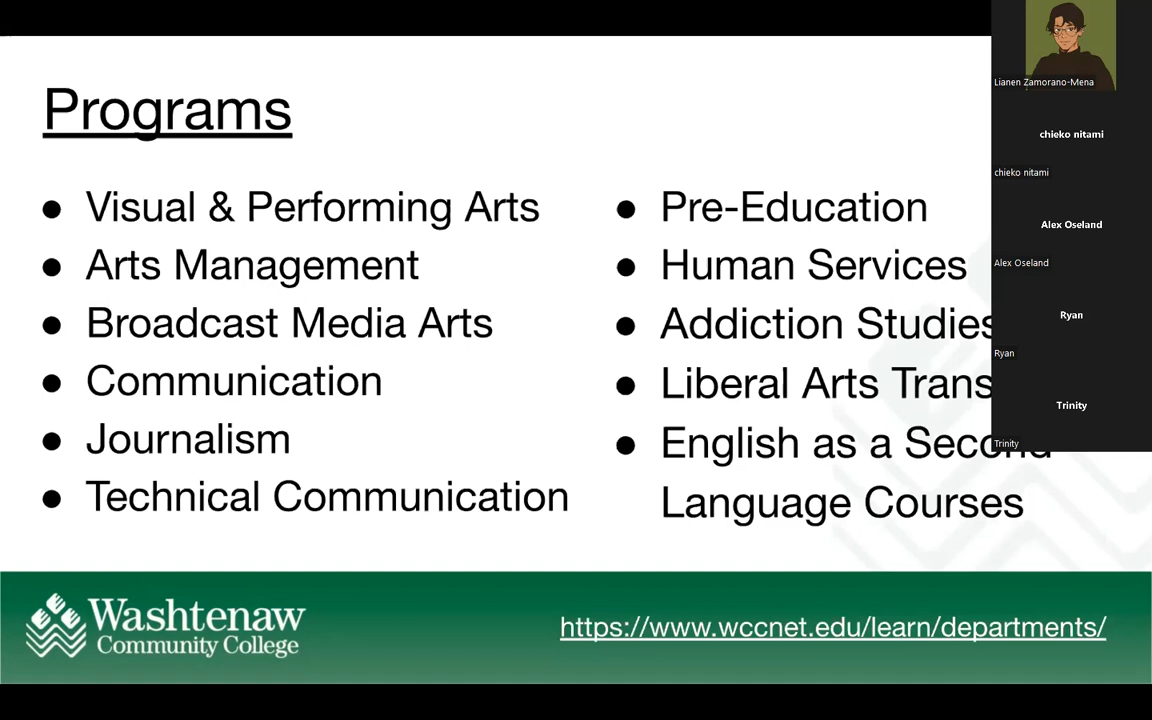 Programs
● Visual & Performing Arts
● Arts Management
● Broadcast Media Arts
● Communication
● Journalism
● Technical Communication
● Pre-Education
● Human Services
● Addiction Studies
● Liberal Arts Trans
● English as a Second
Language Courses
Washtenaw
Community College
https://www.wccnet.edu/learn/departments/
Lianen Zamorano-Mena
chieko nitami
chieko nitami
Alex Oseland
Alex Oseland
Ryan
Ryan
Trinity
Trinity